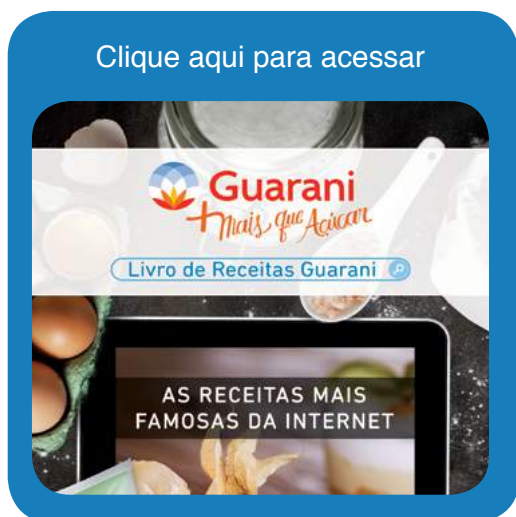 Clique aqui para acessar
Guarani
+ Mais que Açúcar
Livro de Receitas Guarani
AS RECEITAS MAIS
FAMOSAS DA INTERNET